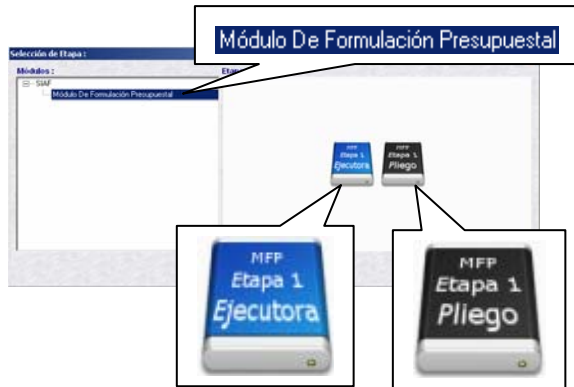 Módulo De Formulación Presupuestal
Selección de Etapa :
Módulos :
SIAF
Módulo De Formulación Presupuestal
MFP
Etapa 1
Ejecutora
MFP
Etapa 1
Pliego
MFP
Etapa 1
Ejecutora
MFP
Etapa 1
Pliego